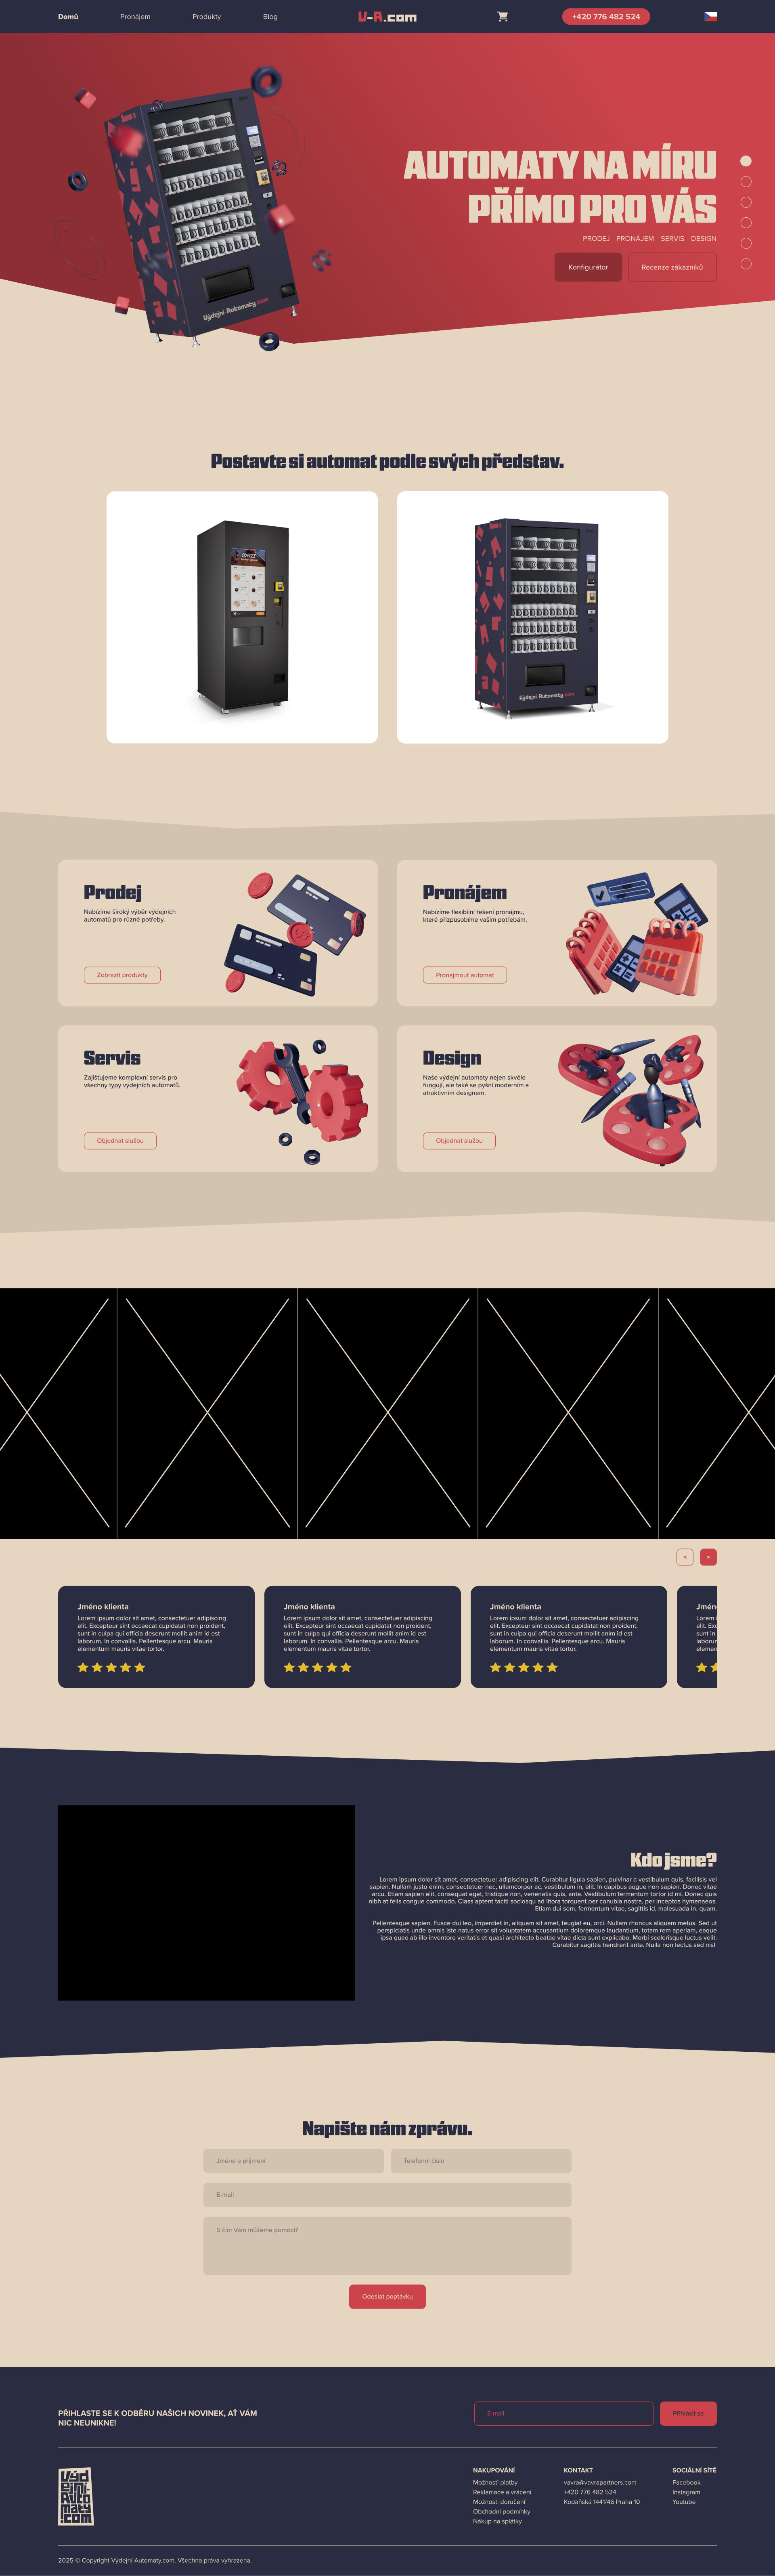 Domů
Pronájem
Produkty
Blog
V-A.com
+420 776 482 524
AUTOMATY NA MÍRU
PŘÍMO PRO VÁS
PRODEJ PRONÁJEM SERVIS DESIGN
Konfigurátor
Recenze zákazníků
Výdejní Automaty.com
Postavte si automat podle svých představ.
COFFEE
Výdejní Automaty.com
Prodej
Nabízíme široký výběr výdejních
automatů pro různé potřeby.
Zobrazit produkty
Pronájem
Nabízíme flexibilní řešení pronájmu,
které přizpůsobíme vašim potřebám.
Pronajmout automat
Servis
Zajišťujeme komplexní servis pro
všechny typy výdejních automatů.
Objednat službu
Design
Naše výdejní automaty nejen skvěle
fungují, ale také se pyšní moderním a
atraktivním designem.
Objednat službu
<
>
Jméno klienta
Lorem ipsum dolor sit amet, consectetuer adipiscing
elit. Excepteur sint occaecat cupidatat non proident,
sunt in culpa qui officia deserunt mollit anim id est
laborum. In convallis. Pellentesque arcu. Mauris
elementum mauris vitae tortor.
Jméno klienta
Lorem ipsum dolor sit amet, consectetuer adipiscing
elit. Excepteur sint occaecat cupidatat non proident,
sunt in culpa qui officia deserunt mollit anim id est
laborum. In convallis. Pellentesque arcu. Mauris
elementum mauris vitae tortor.
Jméno klienta
Lorem ipsum dolor sit amet, consectetuer adipiscing
elit. Excepteur sint occaecat cupidatat non proident,
sunt in culpa qui officia deserunt mollit anim id est
laborum. In convallis. Pellentesque arcu. Mauris
elementum mauris vitae tortor.
Kdo jsme?
Lorem ipsum dolor sit amet, consectetuer adipiscing elit. Curabitur ligula sapien, pulvinar a vestibulum quis, facilisis vel
sapien. Nullam justo enim, consectetuer nec, ullamcorper ac, vestibulum in, elit. In dapibus augue non sapien. Donec vitae
arcu. Etiam sapien elit, consequat eget, tristique non, venenatis quis, ante. Vestibulum fermentum tortor id mi. Donec quis
nibh at felis congue commodo. Class aptent taciti sociosqu ad litora torquent per conubia nostra, per inceptos hymenaeos.
Etiam dui sem, fermentum vitae, sagittis id, malesuada in, quam.
Pellentesque sapien. Fusce dui leo, imperdiet in, aliquam sit amet, feugiat eu, orci. Nullam rhoncus aliquam metus. Sed ut
perspiciatis unde omnis iste natus error sit voluptatem accusantium doloremque laudantium, totam rem aperiam, eaque
ipsa quae ab illo inventore veritatis et quasi architecto beatae vitae dicta sunt explicabo. Morbi scelerisque luctus velit.
Curabitur sagittis hendrerit ante. Nulla non lectus sed nisl
Napište nám zprávu.
Jméno a příjmení
Telefonní číslo
E-mail
S čím Vám můžeme pomoci?
Odeslat poptávku
PŘIHLASTE SE K ODBĚRU NAŠICH NOVINEK, AŤ VÁM
NIC NEUNIKNE!
E-mail
Přihlásit se
Výdejní-Automaty.com
NAKUPOVÁNÍ
Možnosti platby
Reklamace a vrácení
Možnosti doručení
Obchodní podmínky
Nákup na splátky
KONTAKT
vavra@vavrapartners.com
+420 776 482 524
Kodaňská 1441/46 Praha 10
SOCIÁLNÍ SÍTĚ
Facebook
Instagram
Youtube
2025 © Copyright Výdejní-Automaty.com. Všechna práva vyhrazena.